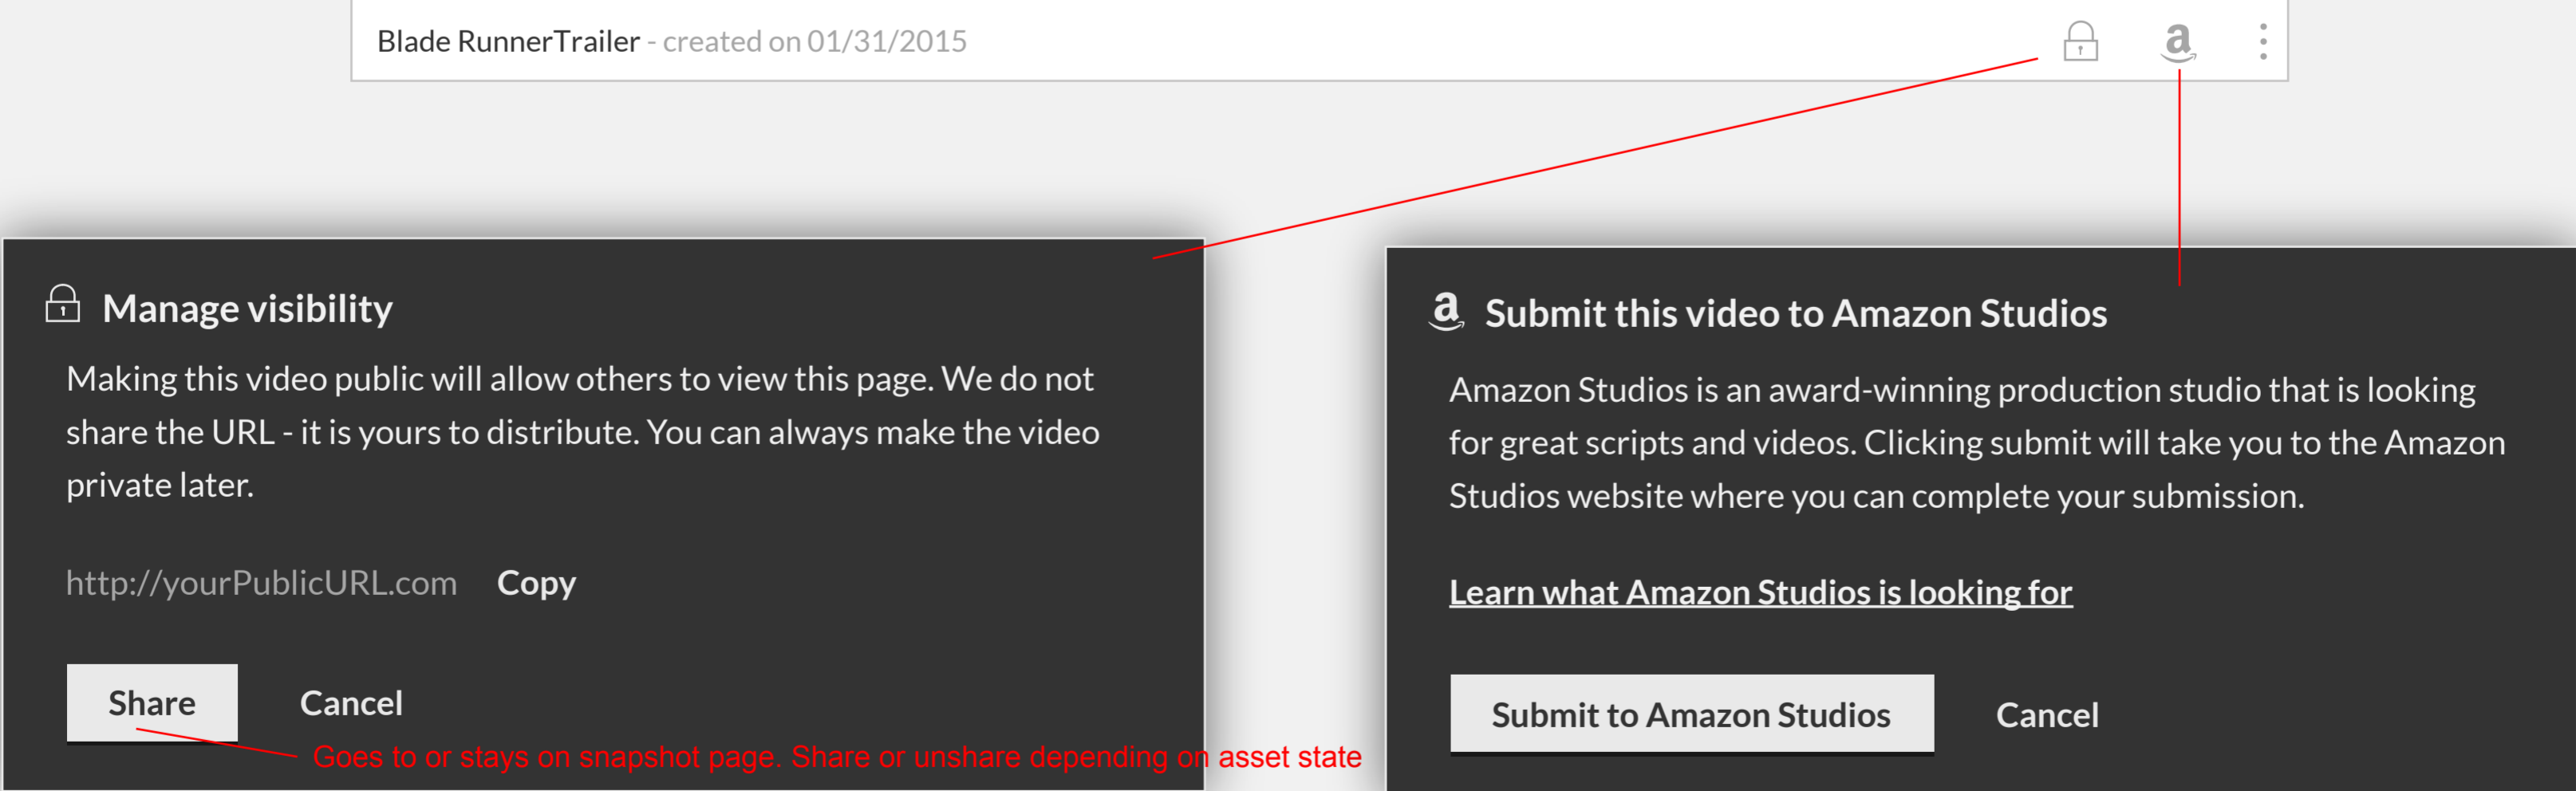 Blade RunnerTrailer - created on 01/31/2015
Manage visibility
Making this video public will allow others to view this page. We do not
share the URL - it is yours to distribute. You can always make the video
private later.
http://yourPublicURL.com Copy
Share Cancel
Goes to or stays on snapshot page. Share or unshare depending on asset state
a Submit this video to Amazon Studios
Amazon Studios is an award-winning production studio that is looking
for great scripts and videos. Clicking submit will take you to the Amazon
Studios website where you can complete your submission.
Learn what Amazon Studios is looking for
Submit to Amazon Studios Cancel